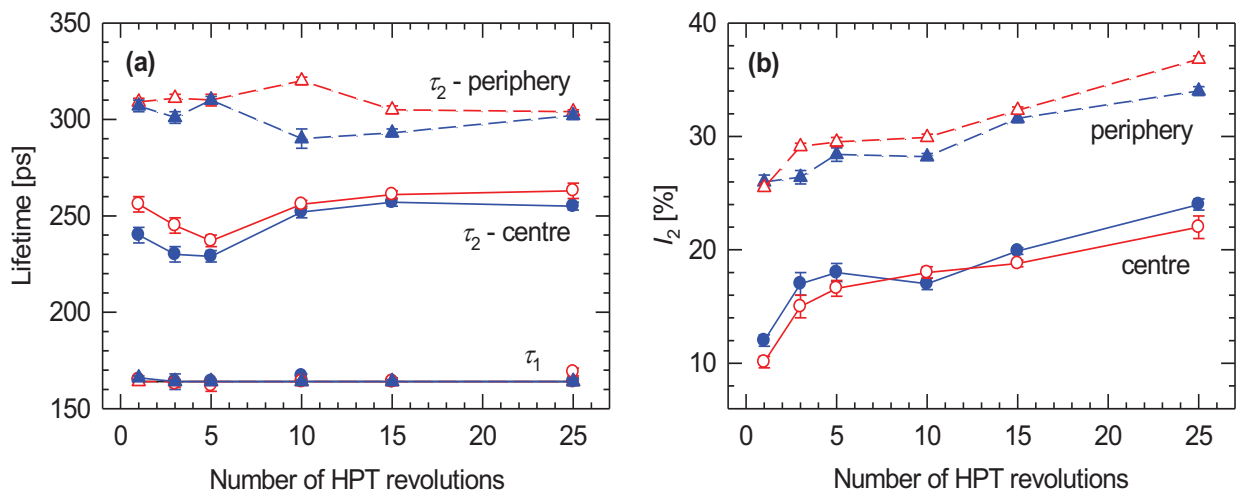 (a)
350
300
250
200
150
Lifetime [ps]
τ2 - periphery
τ2 - centre
τ1
0 5 10 15 20 25
Number of HPT revolutions
(b)
40
30
20
10
I2 [%]
periphery
centre
0 5 10 15 20 25
Number of HPT revolutions